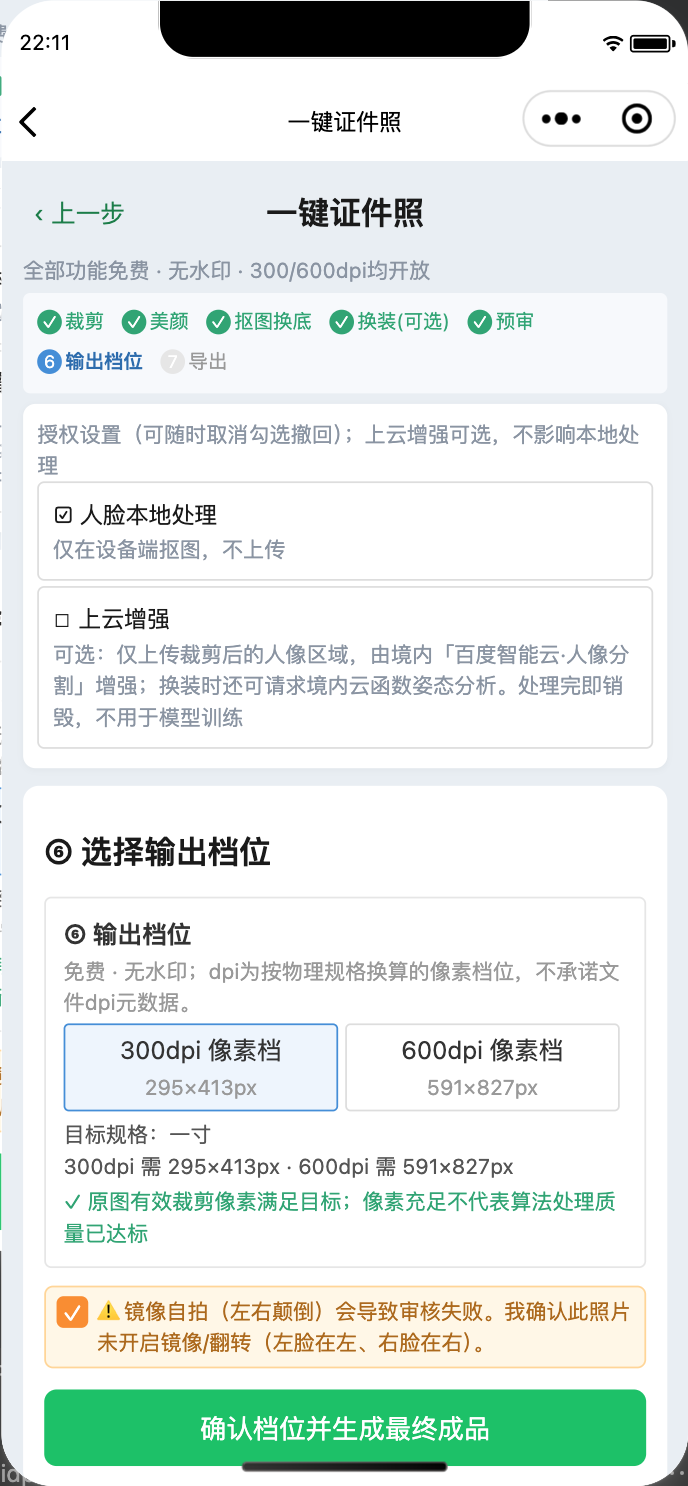 22:11
一键证件照
‹ 上一步
一键证件照
全部功能免费 · 无水印 · 300/600dpi均开放
裁剪 美颜 抠图换底 换装(可选) 预审
6 输出档位 7 导出
授权设置（可随时取消勾选撤回）；上云增强可选，不影响本地处
理
人脸本地处理
仅在设备端抠图，不上传
上云增强
可选：仅上传裁剪后的人像区域，由境内「百度智能云·人像分
割」增强；换装时还可请求境内云函数姿态分析。处理完即销
毁，不用于模型训练
⑥ 选择输出档位
⑥ 输出档位
免费 · 无水印；dpi为按物理规格换算的像素档位，不承诺文
件dpi元数据。
300dpi 像素档
295×413px
600dpi 像素档
591×827px
目标规格：一寸
300dpi 需 295×413px · 600dpi 需 591×827px
✓ 原图有效裁剪像素满足目标；像素充足不代表算法处理质
量已达标
⚠️ 镜像自拍（左右颠倒）会导致审核失败。我确认此照片
未开启镜像/翻转（左脸在左、右脸在右）。
确认档位并生成最终成品